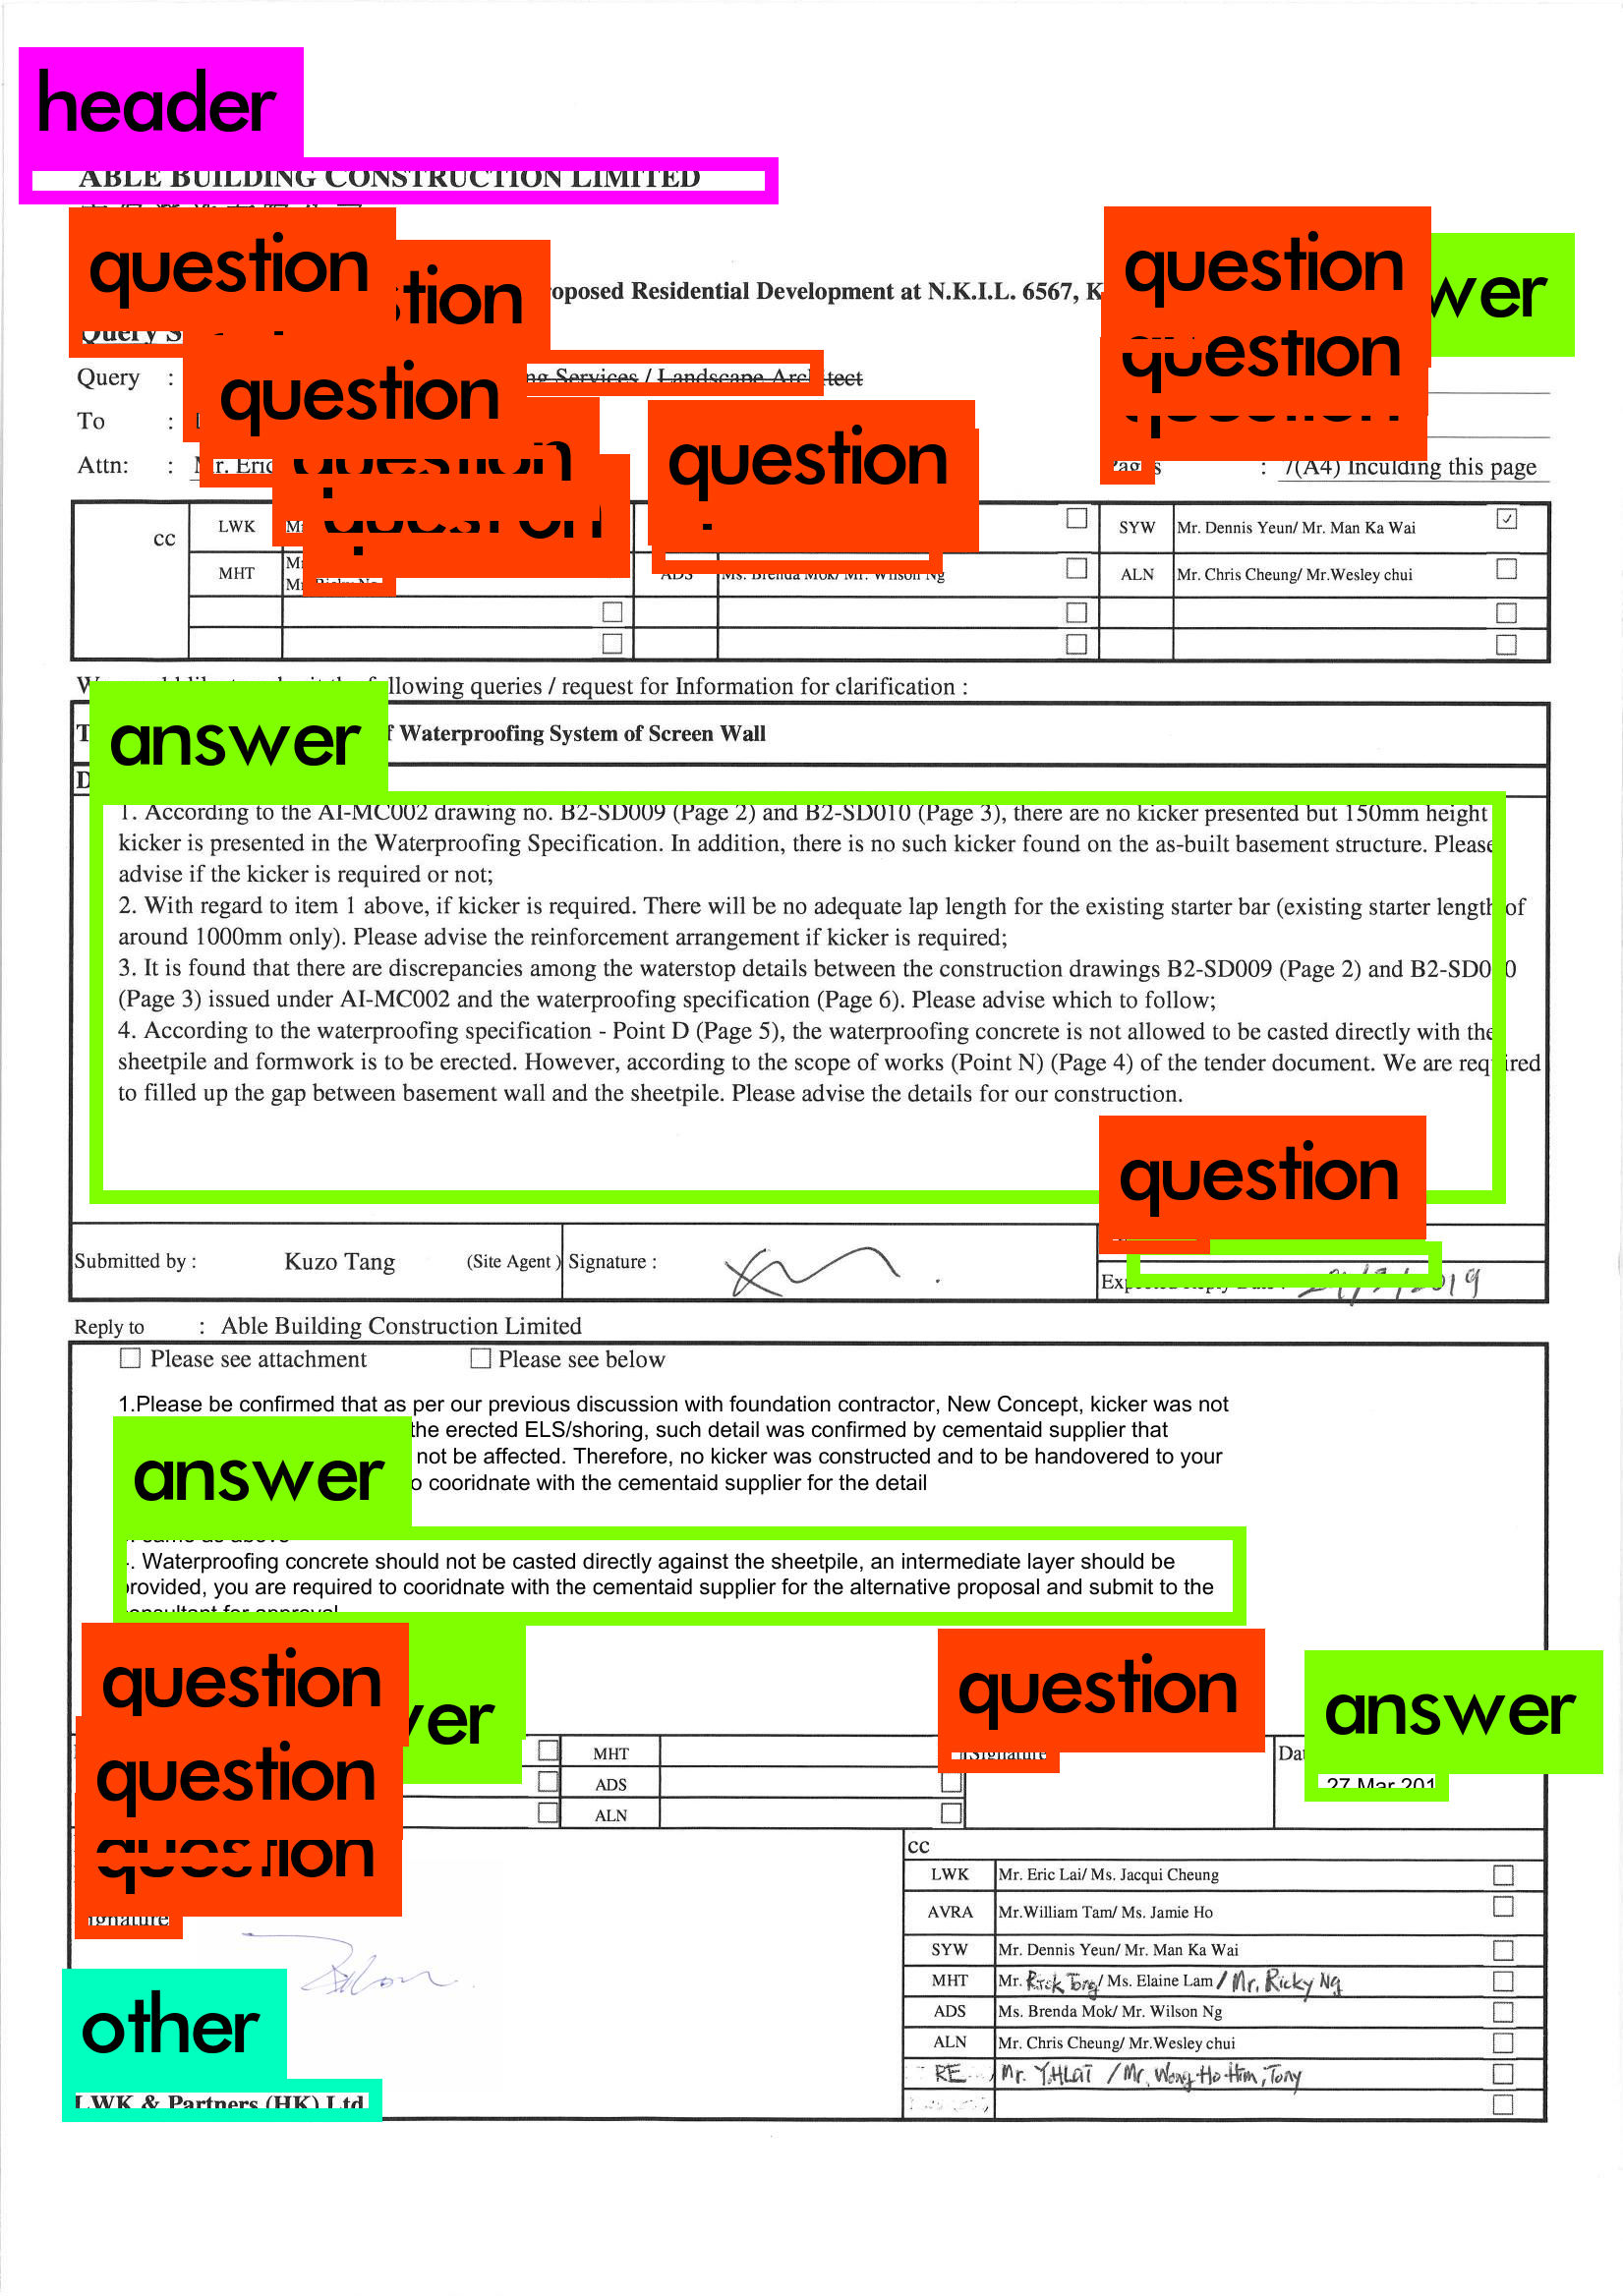 header
ABLE BUILDING CONSTRUCTION LIMITED
question
question
wer
tion
oposed Residential Development at N.K.I.L. 6567, K
Query S
question
Query :
question
ng Services / Landscape Architect
To :
question
Attn: : Mr. Eric
question
Pages : 7(A4) Inculding this page
cc
LWK
SYW Mr. Dennis Yeun/ Mr. Man Ka Wai
MHT
ADS Ms. Brenda Mok/ Mr. Wilson Ng
ALN Mr. Chris Cheung/ Mr.Wesley chui
llowing queries / request for Information for clarification :
answer
f Waterproofing System of Screen Wall
1. According to the AI-MC002 drawing no. B2-SD009 (Page 2) and B2-SD010 (Page 3), there are no kicker presented but 150mm height
kicker is presented in the Waterproofing Specification. In addition, there is no such kicker found on the as-built basement structure. Please
advise if the kicker is required or not;
2. With regard to item 1 above, if kicker is required. There will be no adequate lap length for the existing starter bar (existing starter length of
around 1000mm only). Please advise the reinforcement arrangement if kicker is required;
3. It is found that there are discrepancies among the waterstop details between the construction drawings B2-SD009 (Page 2) and B2-SD010
(Page 3) issued under AI-MC002 and the waterproofing specification (Page 6). Please advise which to follow;
4. According to the waterproofing specification - Point D (Page 5), the waterproofing concrete is not allowed to be casted directly with the
sheetpile and formwork is to be erected. However, according to the scope of works (Point N) (Page 4) of the tender document. We are required
to filled up the gap between basement wall and the sheetpile. Please advise the details for our construction.
question
Submitted by : Kuzo Tang (Site Agent ) Signature :
Expected Reply Date :
Reply to : Able Building Construction Limited
Please see attachment Please see below
1.Please be confirmed that as per our previous discussion with foundation contractor, New Concept, kicker was not
the erected ELS/shoring, such detail was confirmed by cementaid supplier that
answer
not be affected. Therefore, no kicker was constructed and to be handovered to your
o cooridnate with the cementaid supplier for the detail
same as above
. Waterproofing concrete should not be casted directly against the sheetpile, an intermediate layer should be
provided, you are required to cooridnate with the cementaid supplier for the alternative proposal and submit to the
consultant for approval
question
question
answer
ver
question
MHT
Signature
ADS
27 Mar 201
ALN
question
cc
LWK Mr. Eric Lai/ Ms. Jacqui Cheung
AVRA Mr.William Tam/ Ms. Jamie Ho
signature
SYW Mr. Dennis Yeun/ Mr. Man Ka Wai
MHT Mr. Rick Tong/ Ms. Elaine Lam / Mr. Ricky Ng
other
ADS Ms. Brenda Mok/ Mr. Wilson Ng
ALN Mr. Chris Cheung/ Mr.Wesley chui
RE Mr. Y.H Lai / Mr. Wong Ho Him, Tony
LWK & Partners (HK) Ltd